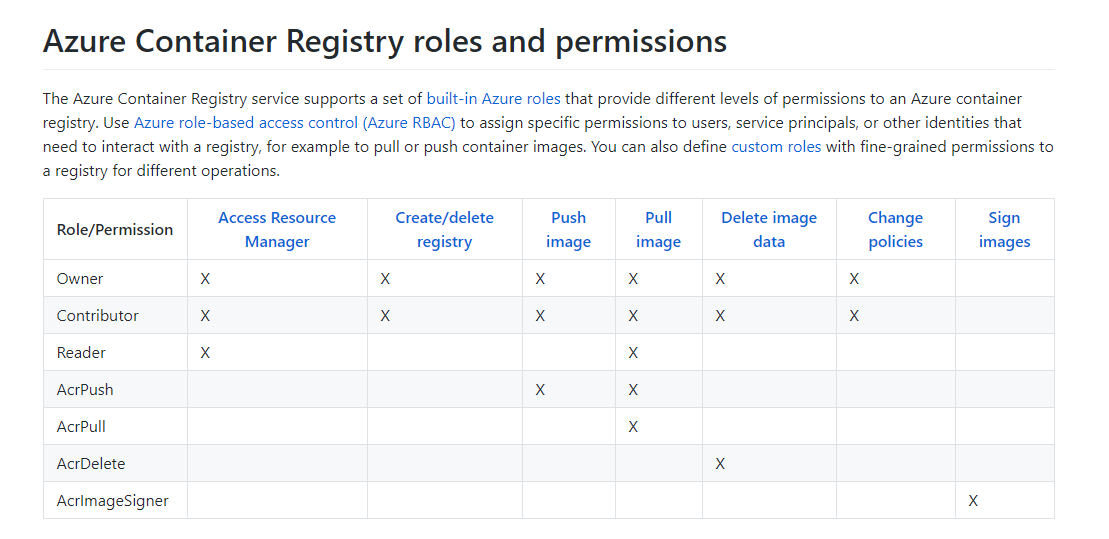 Azure Container Registry roles and permissions
The Azure Container Registry service supports a set of built-in Azure roles that provide different levels of permissions to an Azure container
registry. Use Azure role-based access control (Azure RBAC) to assign specific permissions to users, service principals, or other identities that
need to interact with a registry, for example to pull or push container images. You can also define custom roles with fine-grained permissions to
a registry for different operations.
Role/Permission Access Resource Manager Create/delete registry Push image Pull image Delete image data Change policies Sign images
Owner X X X X X X
Contributor X X X X X X
Reader X X
AcrPush X X
AcrPull X
AcrDelete X
AcrImageSigner X